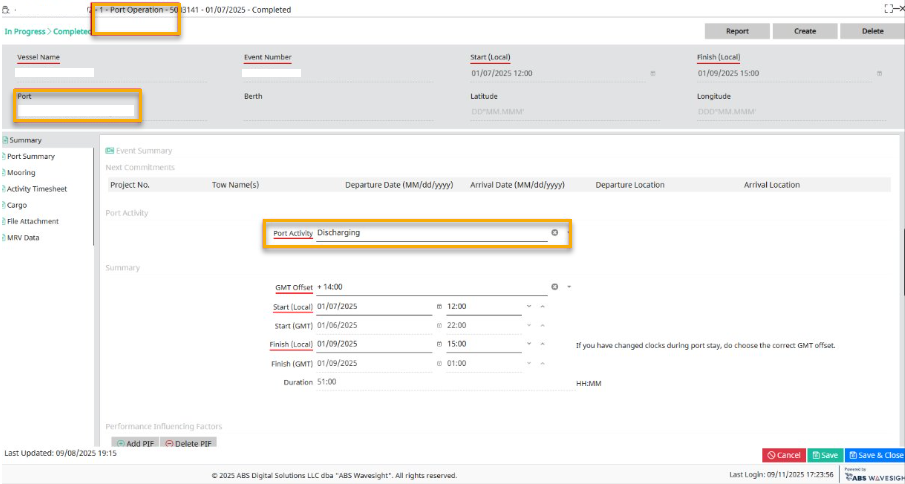 1 - Port Operation - 5003141 - 01/07/2025 - Completed
In Progress > Completed
Report Create Delete
Vessel Name Event Number Start (Local) Finish (Local)
01/07/2025 12:00 01/09/2025 15:00
Port Berth Latitude Longitude
DD°MM.MMM' DDD°MM.MMM'
Summary
Port Summary
Mooring
Activity Timesheet
Cargo
File Attachment
MRV Data
Event Summary
Next Commitments
Project No. Tow Name(s) Departure Date (MM/dd/yyyy) Arrival Date (MM/dd/yyyy) Departure Location Arrival Location
Port Activity
Port Activity Discharging
Summary
GMT Offset + 14:00
Start (Local) 01/07/2025 12:00
Start (GMT) 01/06/2025 22:00
Finish (Local) 01/09/2025 15:00 If you have changed clocks during port stay, do choose the correct GMT offset.
Finish (GMT) 01/09/2025 01:00
Duration 51:00 HH:MM
Performance Influencing Factors
Add PIF Delete PIF
Last Updated: 09/08/2025 19:15 Cancel Save Save & Close
© 2025 ABS Digital Solutions LLC dba "ABS Wavesight". All rights reserved. Last Login: 09/11/2025 17:23:56
Powered by
ABS WAVESIGH